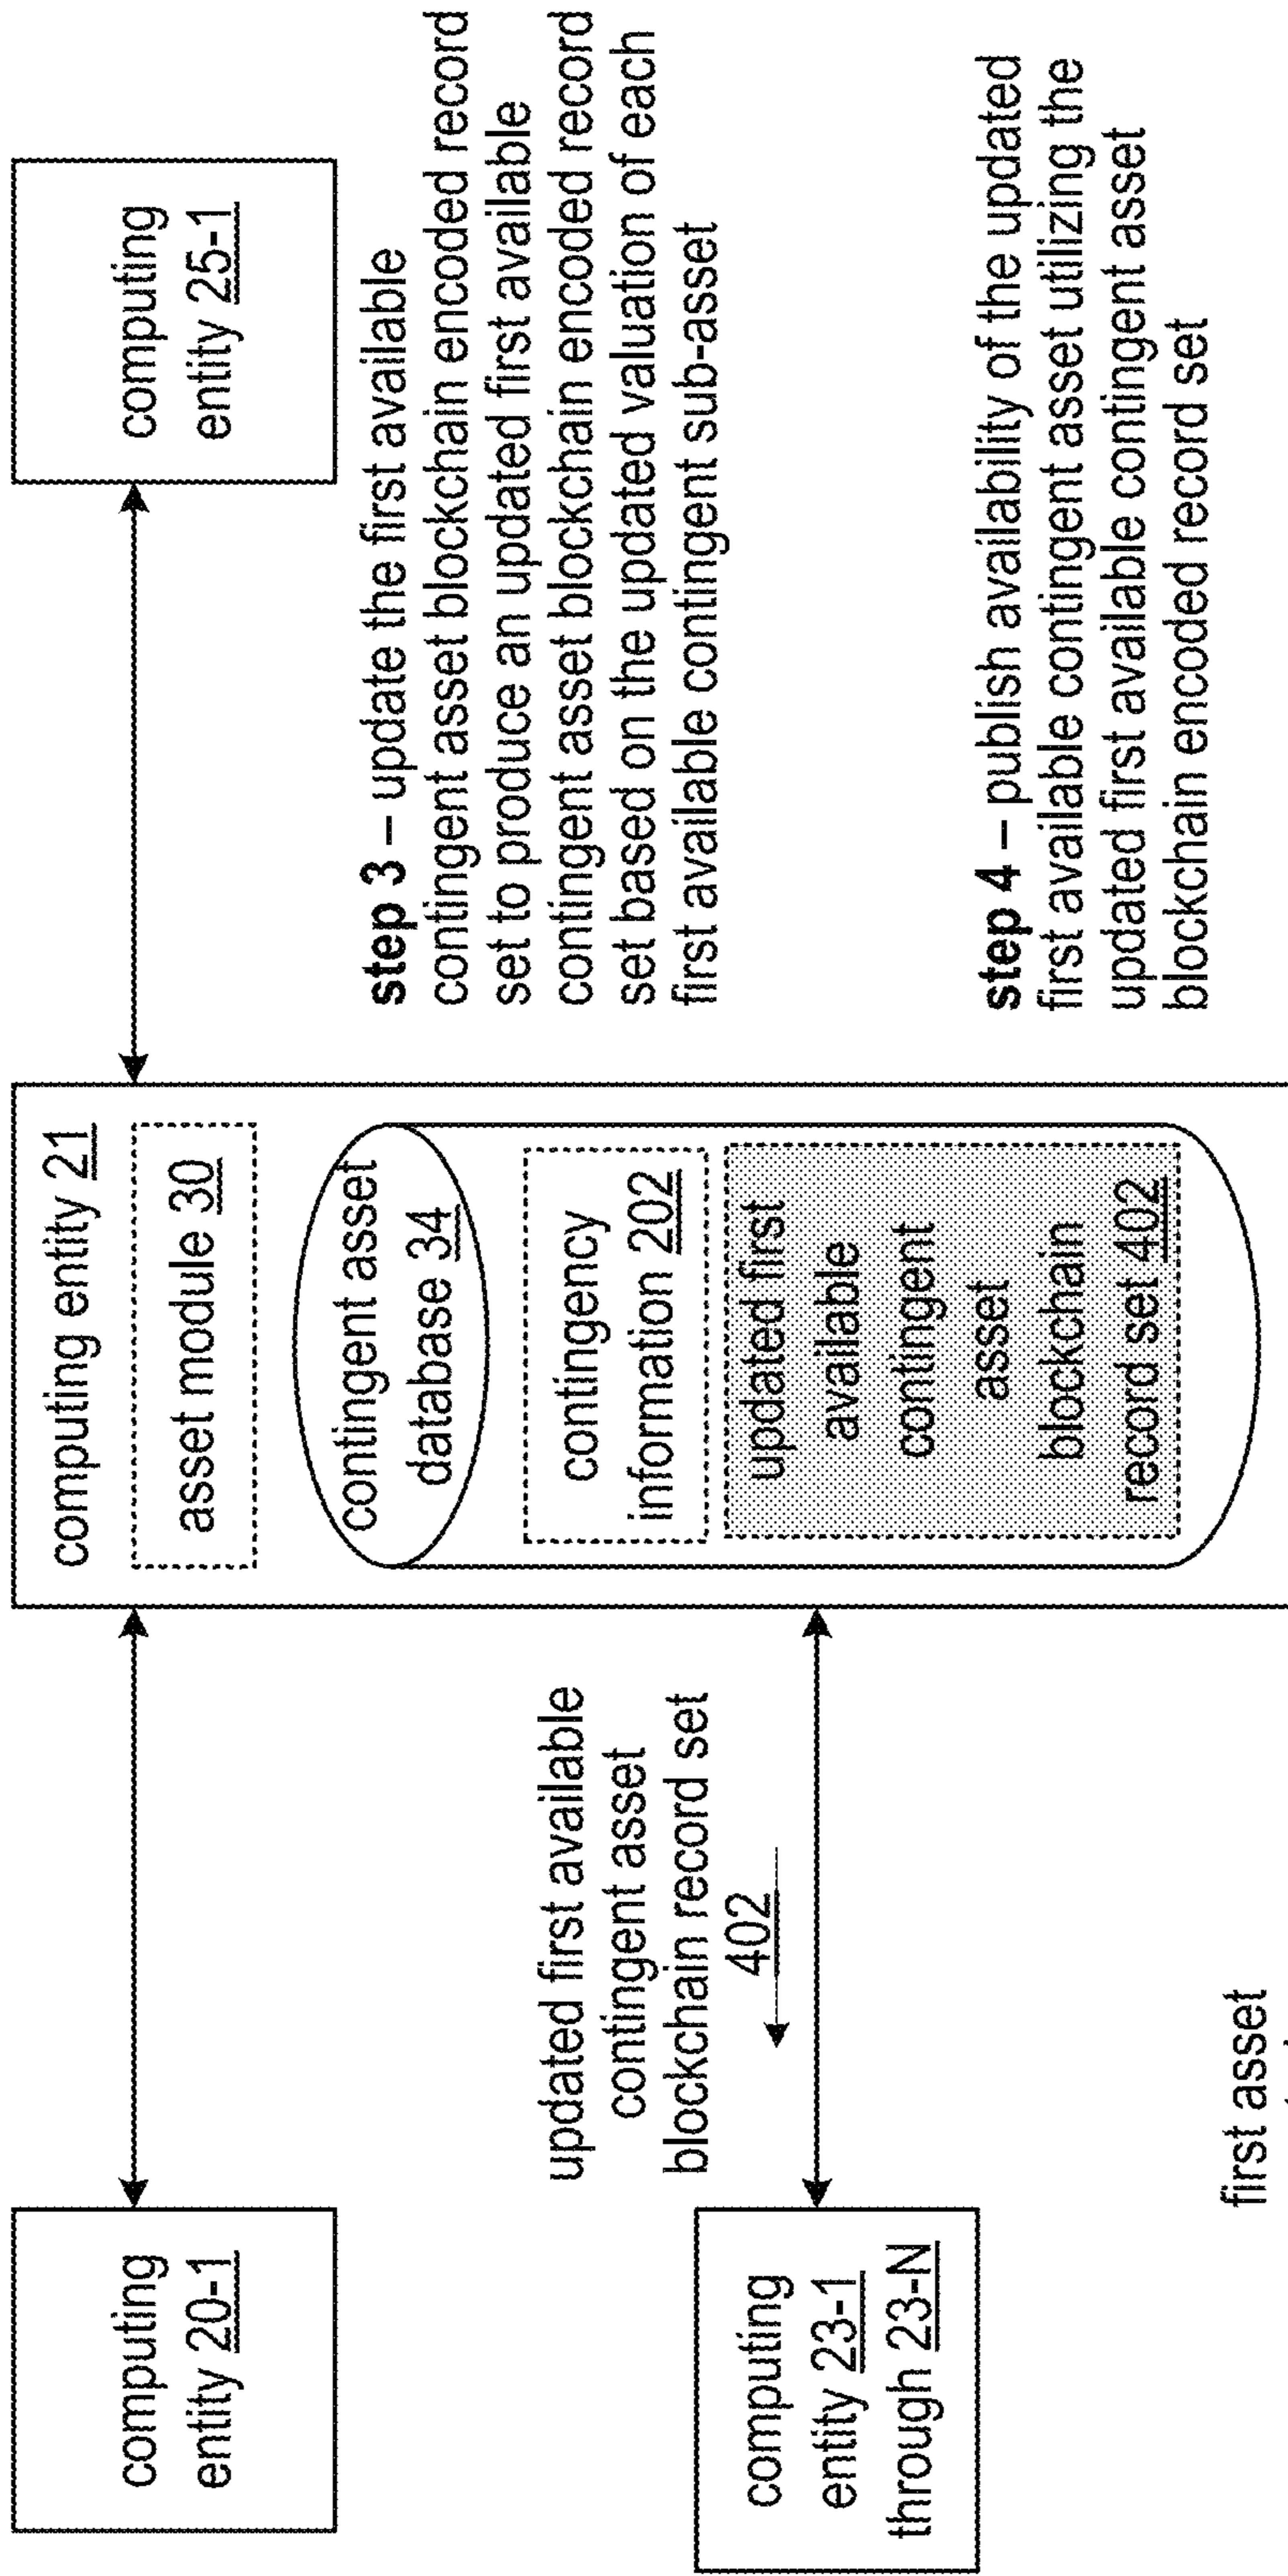 computing
entity 20-1
computing
entity 23-1
through 23-N
updated first available
contingent asset
blockchain record set
402
first asset
computing entity 21
asset module 30
contingent asset
database 34
contingency
information 202
updated first
available
contingent
asset
blockchain
record set 402
computing
entity 25-1
step 3 – update the first available
contingent asset blockchain encoded record
set to produce an updated first available
contingent asset blockchain encoded record
set based on the updated valuation of each
first available contingent sub-asset
step 4 – publish availability of the updated
first available contingent asset utilizing the
updated first available contingent asset
blockchain encoded record set